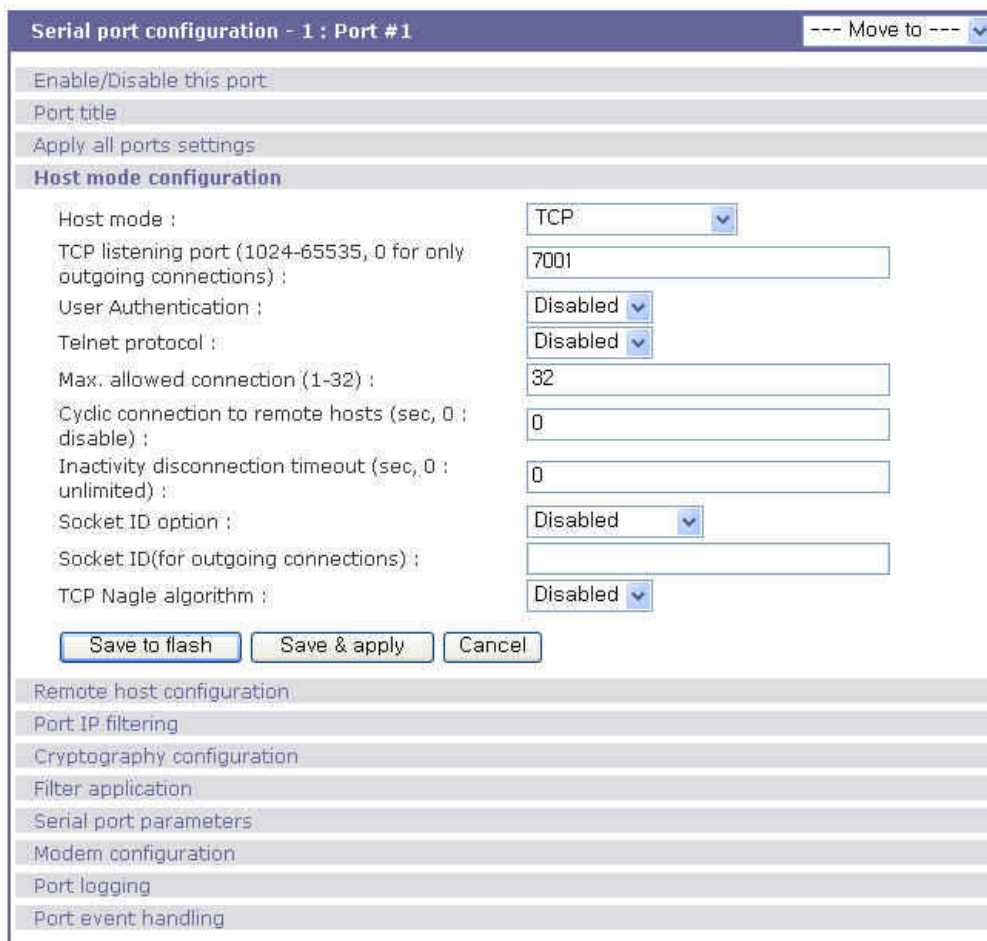 Serial port configuration - 1 : Port #1
--- Move to ---
Enable/Disable this port
Port title
Apply all ports settings
Host mode configuration
Host mode :
TCP
TCP listening port (1024-65535, 0 for only
outgoing connections) :
7001
User Authentication :
Disabled
Telnet protocol :
Disabled
Max. allowed connection (1-32) :
32
Cyclic connection to remote hosts (sec, 0 :
disable) :
0
Inactivity disconnection timeout (sec, 0 :
unlimited) :
0
Socket ID option :
Disabled
Socket ID(for outgoing connections) :
TCP Nagle algorithm :
Disabled
Save to flash
Save & apply
Cancel
Remote host configuration
Port IP filtering
Cryptography configuration
Filter application
Serial port parameters
Modem configuration
Port logging
Port event handling